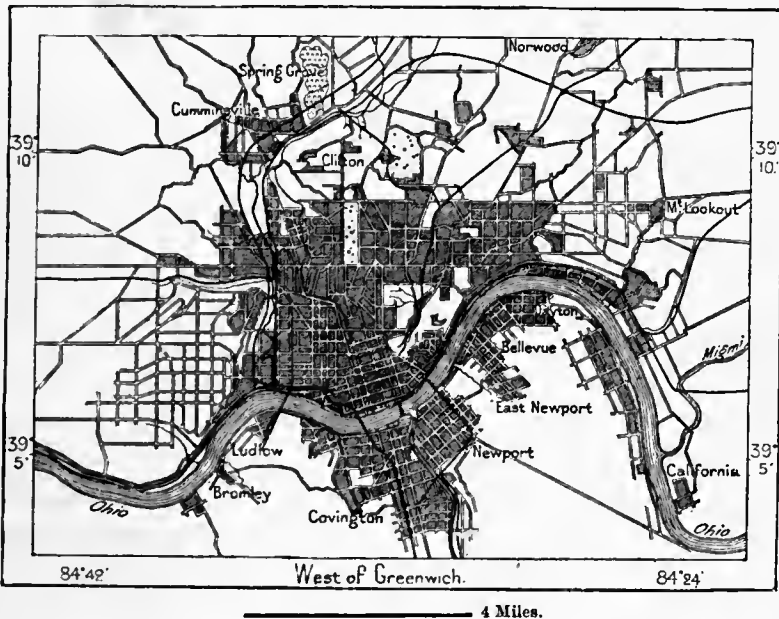 Norwood
Spring Grove
Cumminsville
39°
10'
39°
10.'
Clifton
Mt. Lookout
Dayton
Bellevue
Miami
East Newport
39°
5'
39°
5'
Ludlow
Newport
California
Bromley
Ohio
Covington
Ohio
84°42'
West of Greenwich.
84°24'
4 Miles.